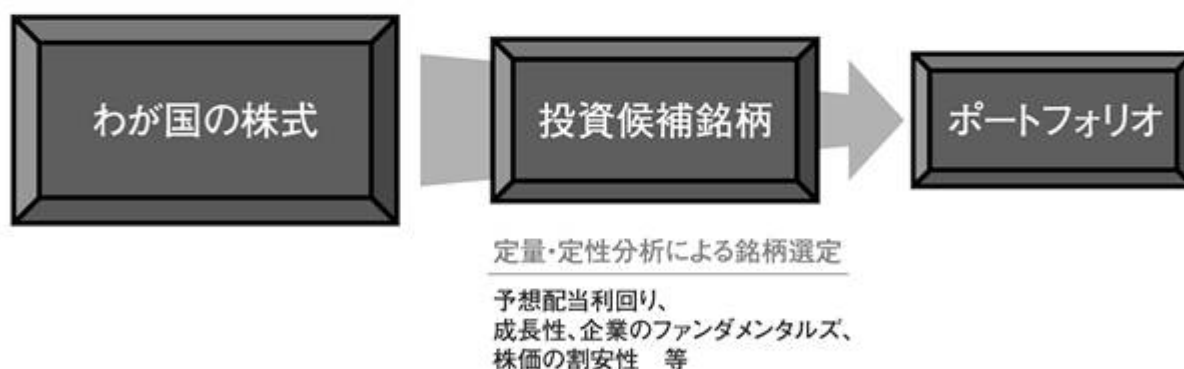 わが国の株式
投資候補銘柄
ポートフォリオ
定量・定性分析による銘柄選定
予想配当利回り、
成長性、企業のファンダメンタルズ、
株価の割安性　等